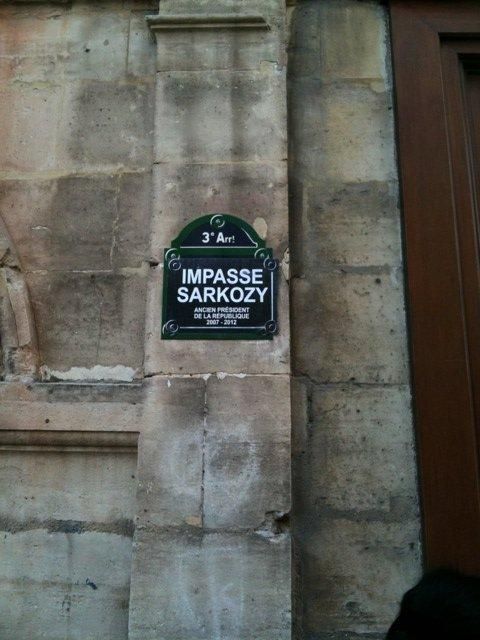 3e Arrt
IMPASSE
SARKOZY
ANCIEN PRÉSIDENT
DE LA RÉPUBLIQUE
2007 - 2012